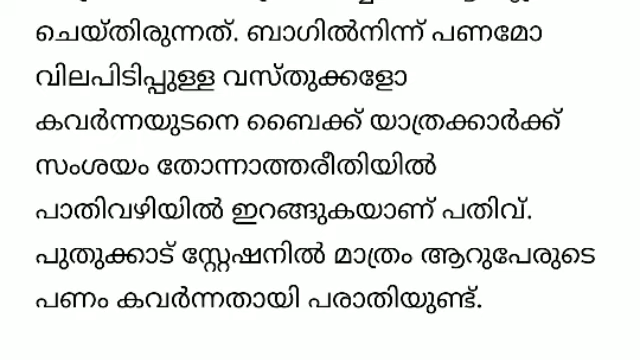 ചെയ്തിരുന്നത്. ബാഗിൽനിന്ന് പണമോ
വിലപിടിപ്പുള്ള വസ്തുക്കളോ
കവർന്നയുടനെ ബൈക്ക് യാത്രക്കാർക്ക്
സംശയം തോന്നാത്തരീതിയിൽ
പാതിവഴിയിൽ ഇറങ്ങുകയാണ് പതിവ്.
പുതുക്കാട് സ്റ്റേഷനിൽ മാത്രം ആറുപേരുടെ
പണം കവർന്നതായി പരാതിയുണ്ട്.